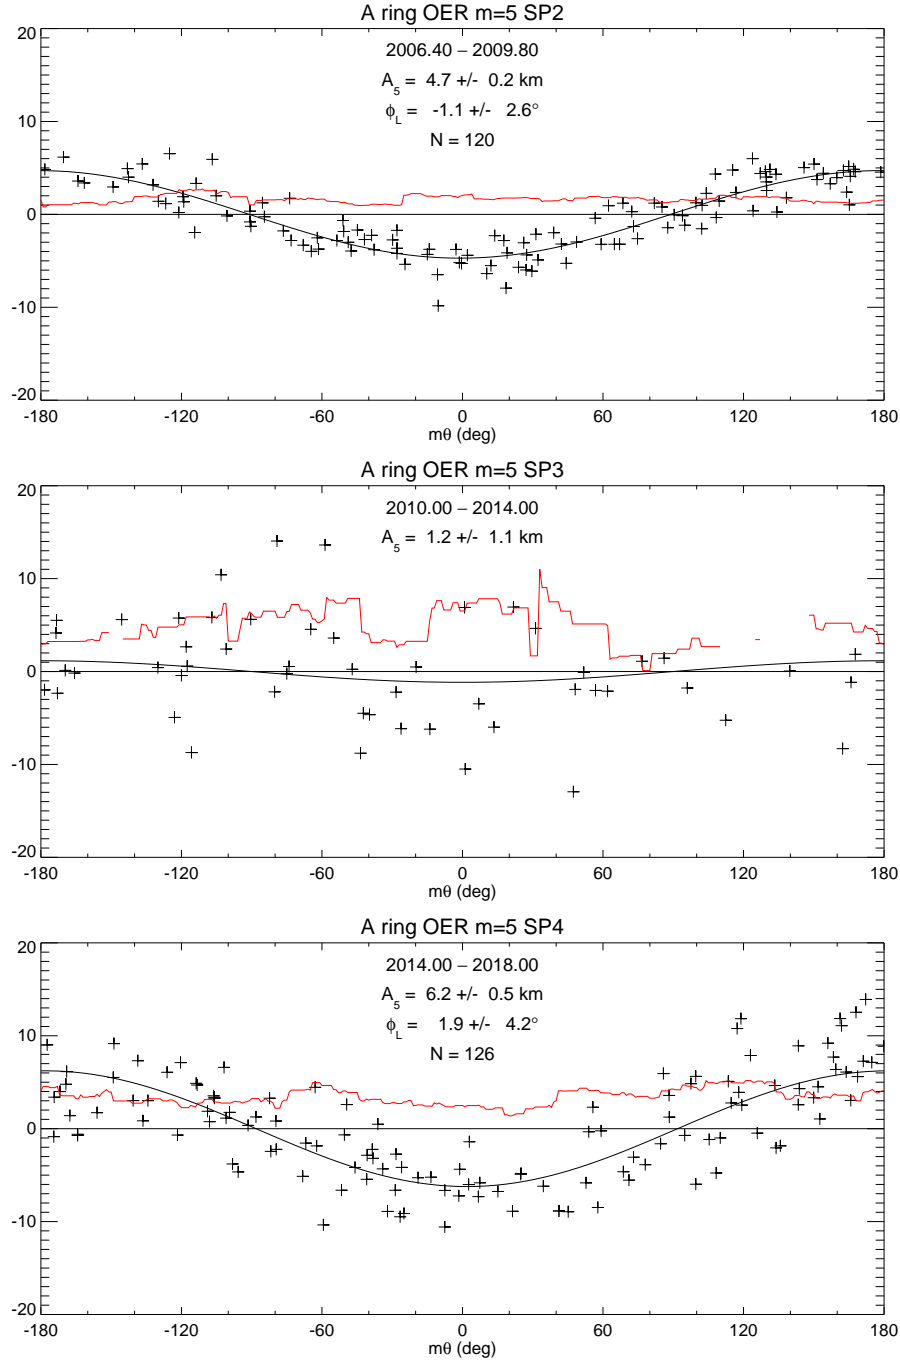 A ring OER m=5 SP2
2006.40 − 2009.80
A₅ = 4.7 +/- 0.2 km
ϕL = -1.1 +/- 2.6°
N = 120
20
10
0
-10
-20
-180 -120 -60 0 60 120 180
mθ (deg)
A ring OER m=5 SP3
2010.00 − 2014.00
A₅ = 1.2 +/- 1.1 km
20
10
0
-10
-20
-180 -120 -60 0 60 120 180
mθ (deg)
A ring OER m=5 SP4
2014.00 − 2018.00
A₅ = 6.2 +/- 0.5 km
ϕL = 1.9 +/- 4.2°
N = 126
20
10
0
-10
-20
-180 -120 -60 0 60 120 180
mθ (deg)